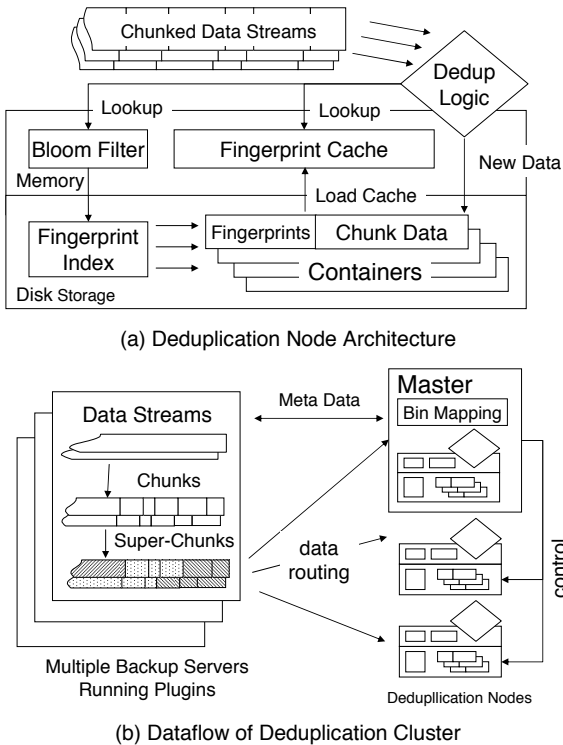 Chunked Data Streams
Dedup
Logic
Lookup
Lookup
Bloom Filter
Fingerprint Cache
New Data
Memory
Load Cache
Fingerprint
Index
Fingerprints
Chunk Data
Containers
Disk Storage
(a) Deduplication Node Architecture
Data Streams
Meta Data
Master
Bin Mapping
Chunks
Super-Chunks
data
routing
control
Multiple Backup Servers
Running Plugins
Dedupllication Nodes
(b) Dataflow of Deduplication Cluster